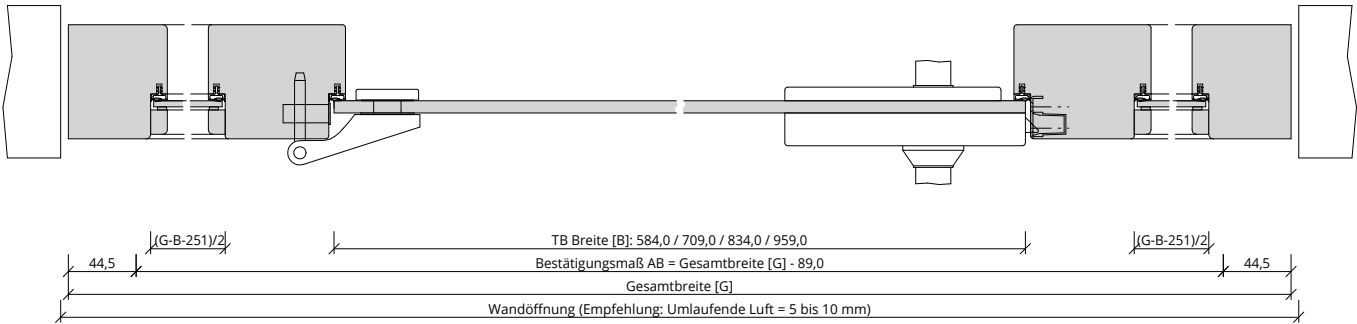 (G-B-251)/2
TB Breite [B]: 584,0 / 709,0 / 834,0 / 959,0
(G-B-251)/2
44,5
Bestätigungsmaß AB = Gesamtbreite [G] - 89,0
44,5
Gesamtbreite [G]
Wandöffnung (Empfehlung: Umlaufende Luft = 5 bis 10 mm)